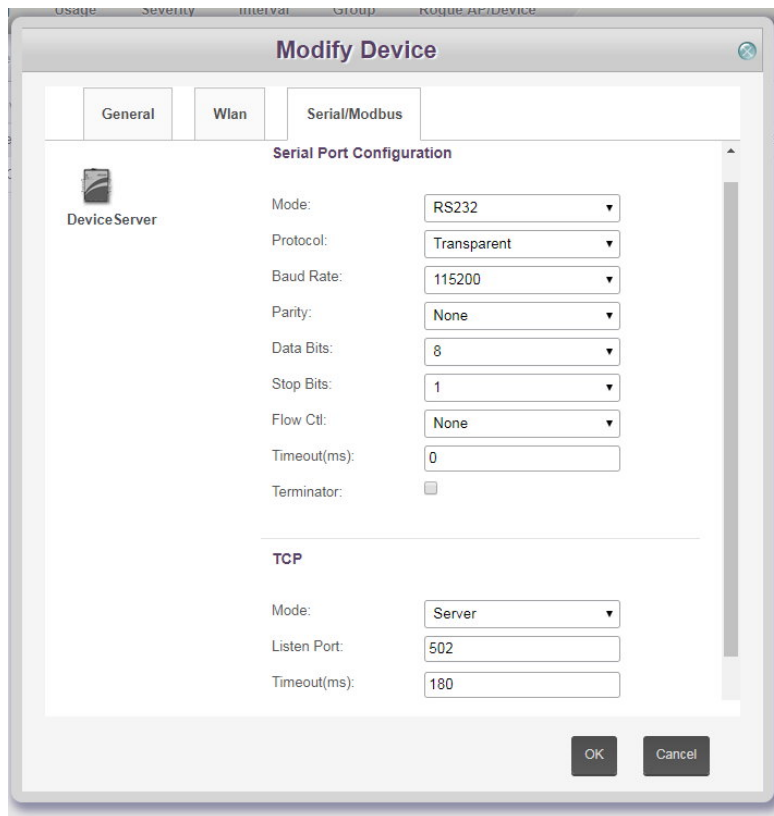 Usage Severity Interval Group Rogue AP/Device
Modify Device
General Wlan Serial/Modbus
Serial Port Configuration
DeviceServer
Mode: RS232
Protocol: Transparent
Baud Rate: 115200
Parity: None
Data Bits: 8
Stop Bits: 1
Flow Ctl: None
Timeout(ms): 0
Terminator:
TCP
Mode: Server
Listen Port: 502
Timeout(ms): 180
OK Cancel